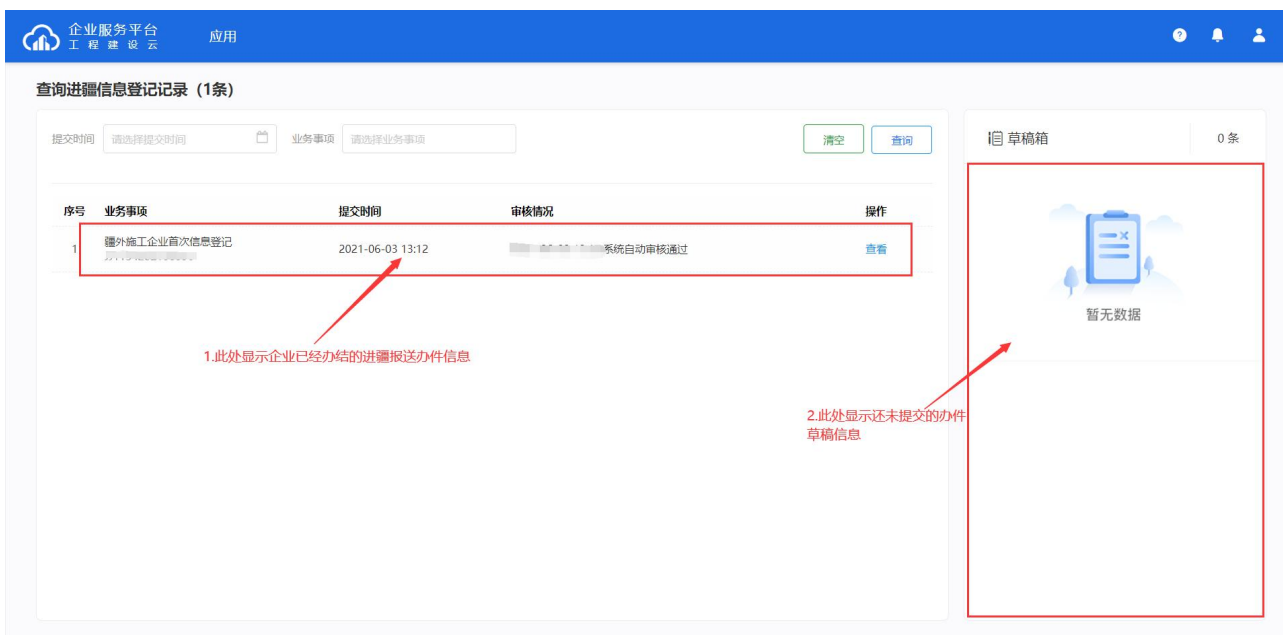 企业服务平台
工程建设云
应用
查询进疆信息登记记录（1条）
提交时间 请选择提交时间 业务事项 请选择业务事项 清空 查询
草稿箱 0 条
序号 业务事项 提交时间 审核情况 操作
1 疆外施工企业首次信息登记 2021-06-03 13:12 系统自动审核通过 查看
暂无数据
1.此处显示企业已经办结的进疆报送办件信息
2.此处显示还未提交的办件
草稿信息